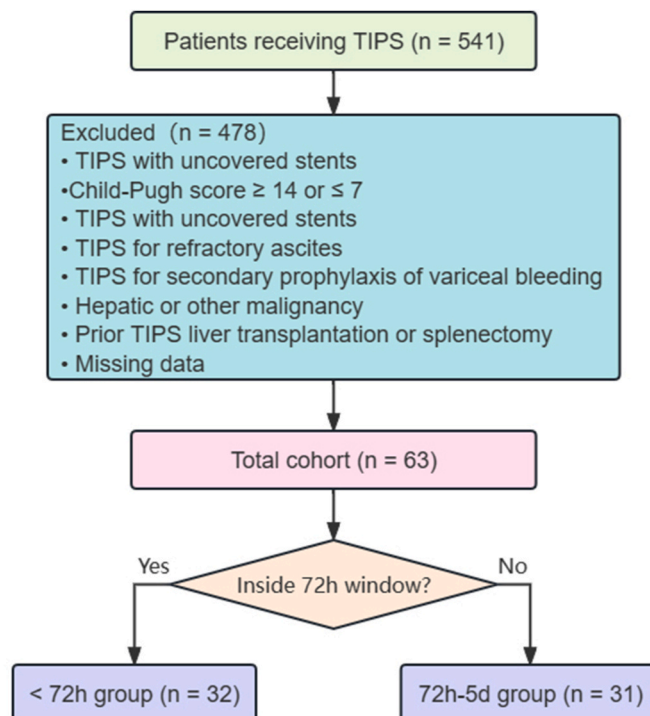 Patients receiving TIPS (n = 541)
Excluded (n = 478)
• TIPS with uncovered stents
•Child-Pugh score ≥ 14 or ≤ 7
• TIPS with uncovered stents
• TIPS for refractory ascites
• TIPS for secondary prophylaxis of variceal bleeding
• Hepatic or other malignancy
• Prior TIPS liver transplantation or splenectomy
• Missing data
Total cohort (n = 63)
Inside 72h window?
Yes
No
< 72h group (n = 32)
72h-5d group (n = 31)